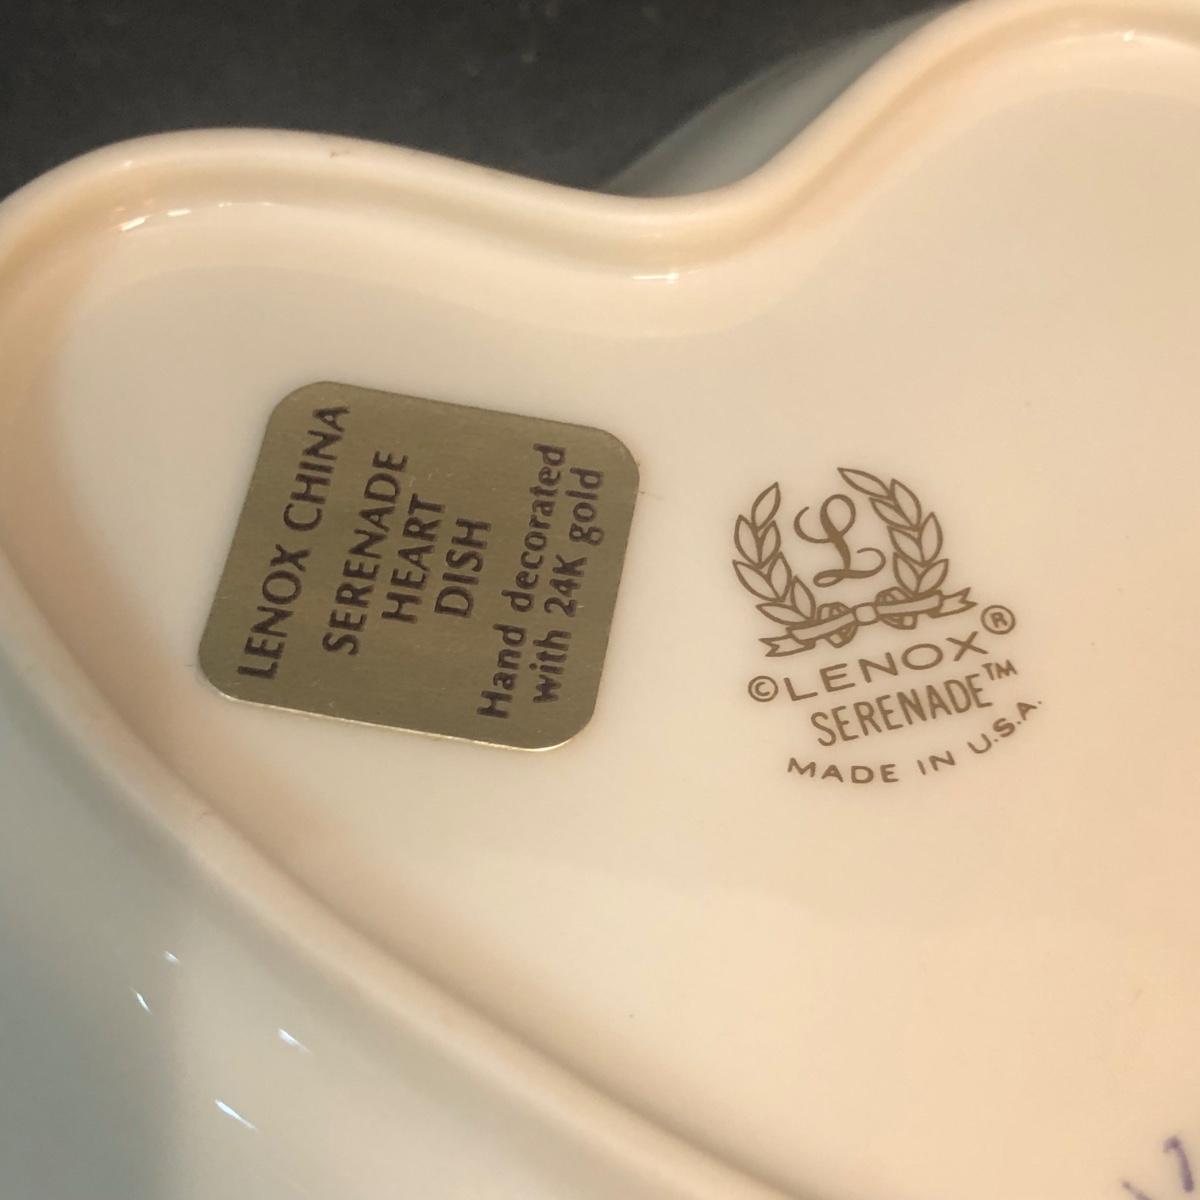 LENOX CHINA
SERENADE
HEART
DISH
Hand decorated
with 24K gold
L
©LENOX®
SERENADE™
MADE IN U.S.A.